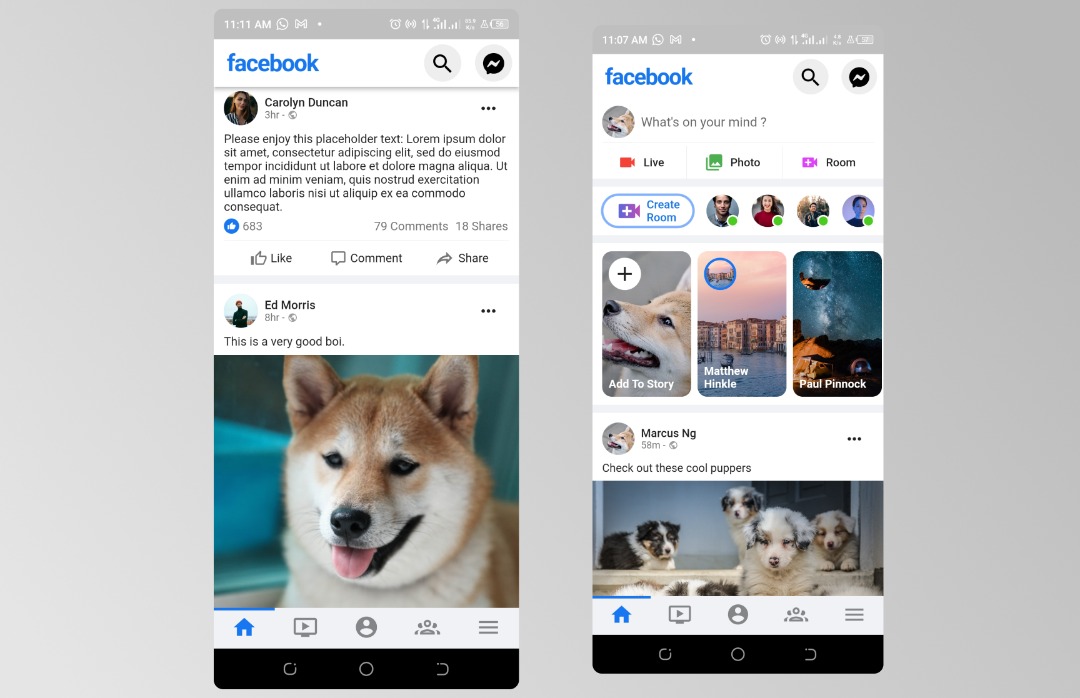 11:11 AM
facebook
Carolyn Duncan
3hr -
Please enjoy this placeholder text: Lorem ipsum dolor
sit amet, consectetur adipiscing elit, sed do eiusmod
tempor incididunt ut labore et dolore magna aliqua. Ut
enim ad minim veniam, quis nostrud exercitation
ullamco laboris nisi ut aliquip ex ea commodo
consequat.
683 79 Comments 18 Shares
Like Comment Share
Ed Morris
8hr -
This is a very good boi.
11:07 AM
facebook
What's on your mind ?
Live Photo Room
Create
Room
Add To Story
Matthew
Hinkle
Paul Pinnock
Marcus Ng
58m -
Check out these cool puppers